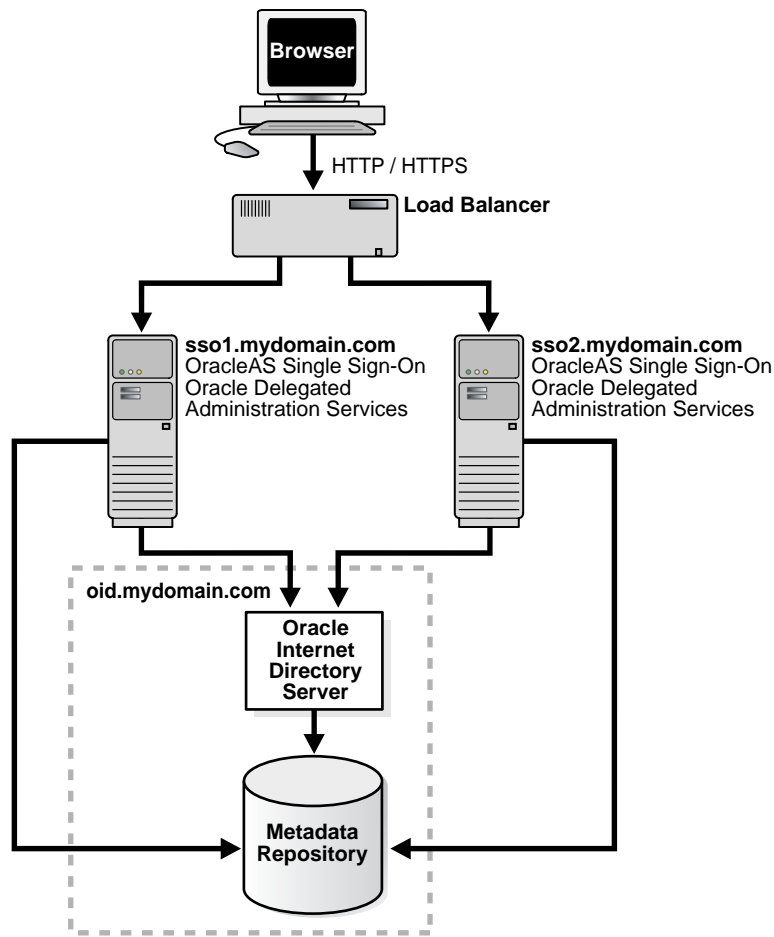 Browser
HTTP / HTTPS
Load Balancer
sso1.mydomain.com
OracleAS Single Sign-On
Oracle Delegated
Administration Services
sso2.mydomain.com
OracleAS Single Sign-On
Oracle Delegated
Administration Services
oid.mydomain.com
Oracle
Internet
Directory
Server
Metadada
Repository